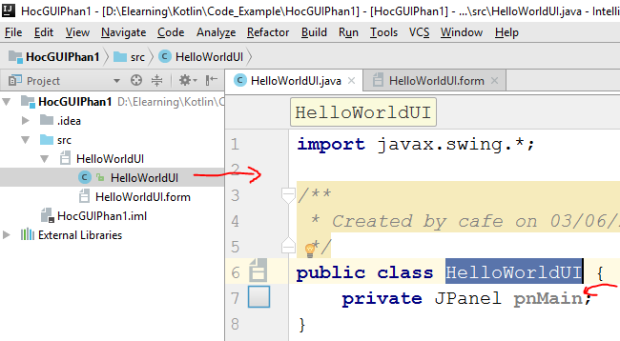 HocGUIPhan1 - [D:\Elearning\Kotlin\Code_Example\HocGUIPhan1] - [HocGUIPhan1] - ...\src\HelloWorldUI.java - Intelli
File Edit View Navigate Code Analyze Refactor Build Run Tools VCS Window Help
HocGUIPhan1 src HelloWorldUI
Project
HelloWorldUI.java HelloWorldUI.form
HocGUIPhan1 D:\Elearning\Kotlin\C
.idea
src
HelloWorldUI
HelloWorldUI
HelloWorldUI.form
HocGUIPhan1.iml
External Libraries
HelloWorldUI
1 import javax.swing.*;
2
3 /**
4 * Created by cafe on 03/06/
5 */
6 public class HelloWorldUI {
7 private JPanel pnMain;
8 }